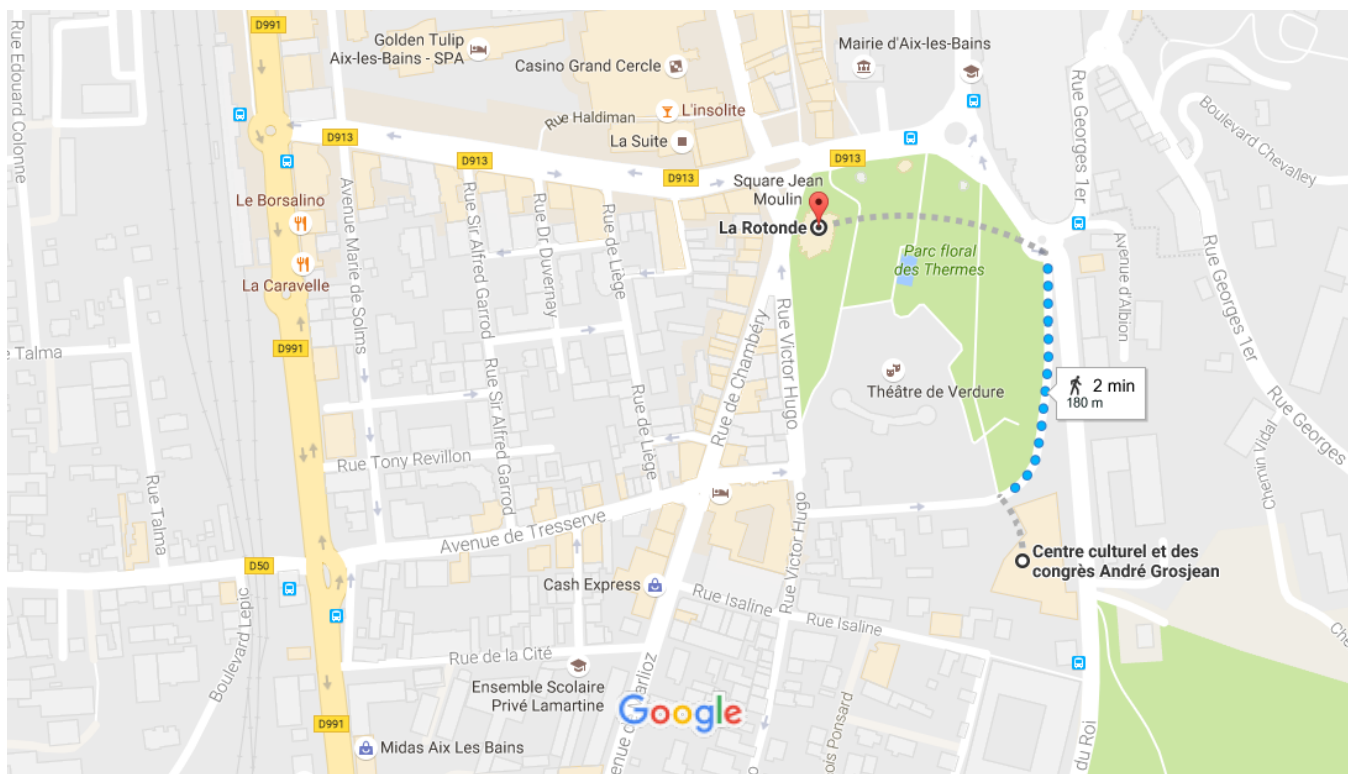 D991
Rue Edouard Colonne
Golden Tulip
Aix-les-Bains - SPA
Casino Grand Cercle
Mairie d'Aix-les-Bains
Rue Georges 1er
Boulevard Chevalley
L'insolite
Rue Haldiman
La Suite
D913
D913
D913
D913
Square Jean
Moulin
La Rotonde
Le Borsalino
La Caravelle
Avenue Marie de Solms
Rue Sir Alfred Garrod
Rue Dr Duvernay
Rue de Liège
Parc floral
des Thermes
Avenue d'Albion
Rue Georges 1er
D991
Talma
Rue de Chambéry
Rue Victor Hugo
Théâtre de Verdure
2 min
180 m
Rue Sir Alfred Garrod
Rue de Liège
Rue Georges
Chemin Vidal
Rue Tony Revillon
Rue Talma
Avenue de Tresserve
Rue Victor Hugo
Centre culturel et des
congrès André Grosjean
D50
Cash Express
Rue Isaline
Rue Isaline
Boulevard Lepic
Rue de la Cité
Ensemble Scolaire
Privé Lamartine
Google
D991
Midas Aix Les Bains
Ponsard
du Roi